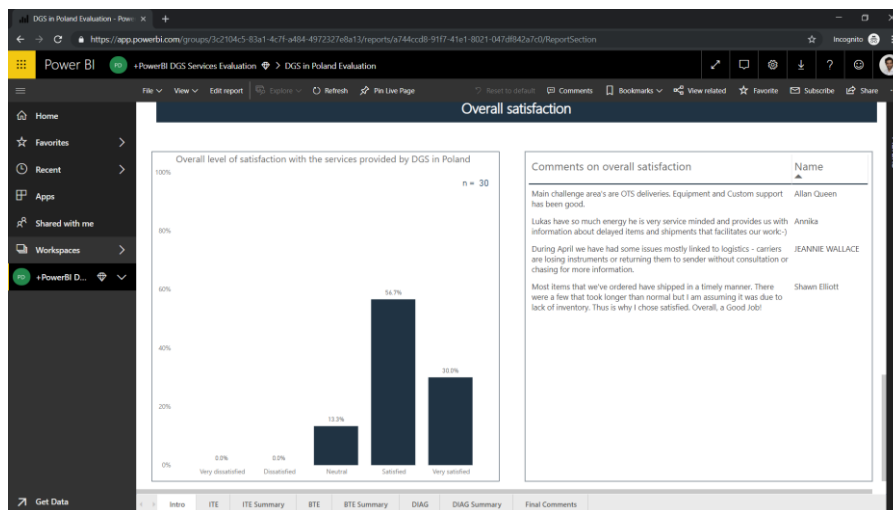 DGS in Poland Evaluation - Powe
https://app.powerbi.com/groups/3c2104c5-83a1-4c7f-a484-4972327e8a13/reports/a744ccd8-91f7-41e1-8021-047df842a7c0/ReportSection
Incognito
Power BI
PD
+PowerBI DGS Services Evaluation
> DGS in Poland Evaluation
File
View
Edit report
Explore
Refresh
Pin Live Page
Reset to default
Comments
Bookmarks
View related
Favorite
Subscribe
Share
Home
Favorites
Recent
Apps
Shared with me
Workspaces
PD
+PowerBI D...
Get Data
Overall satisfaction
Overall level of satisfaction with the services provided by DGS in Poland
n = 30
100%
80%
60%
40%
20%
0%
0.0%
0.0%
13.3%
56.7%
30.0%
Very dissatisfied
Dissatisfied
Neutral
Satisfied
Very satisfied
Comments on overall satisfaction
Name
Main challenge area's are OTS deliveries. Equipment and Custom support
has been good.
Allan Queen
Lukas have so much energy he is very service minded and provides us with
information about delayed items and shipments that facilitates our work:-)
Annika
During April we have had some issues mostly linked to logistics - carriers
are losing instruments or returning them to sender without consultation or
chasing for more information.
JEANNIE WALLACE
Most items that we've ordered have shipped in a timely manner. There
were a few that took longer than normal but I am assuming it was due to
lack of inventory. Thus is why I chose satisfied. Overall, a Good Job!
Shawn Elliott
Intro
ITE
ITE Summary
BTE
BTE Summary
DIAG
DIAG Summary
Final Comments